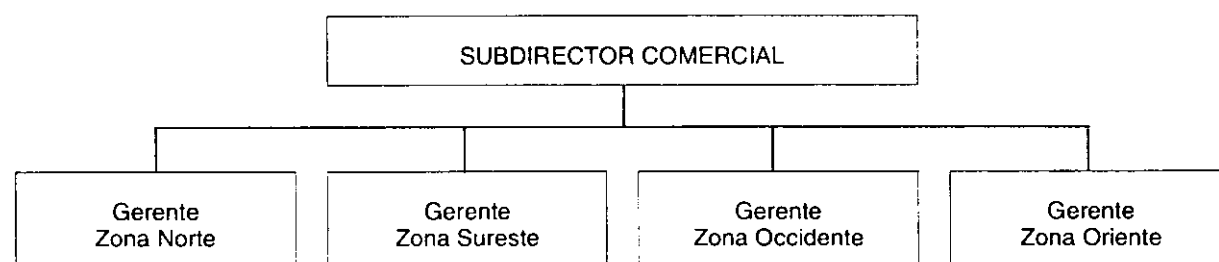 SUBDIRECTOR COMERCIAL
Gerente
Zona Norte
Gerente
Zona Sureste
Gerente
Zona Occidente
Gerente
Zona Oriente